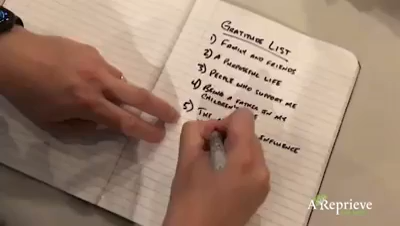 GRATITUDE LIST
1) FAMILY AND FRIENDS
2) A PURPOSEFUL LIFE
3) PEOPLE WHO SUPPORT ME
4) BEING A FATHER IN MY
CHILDREN'S
5) THE
INFLUENCE
A Reprieve